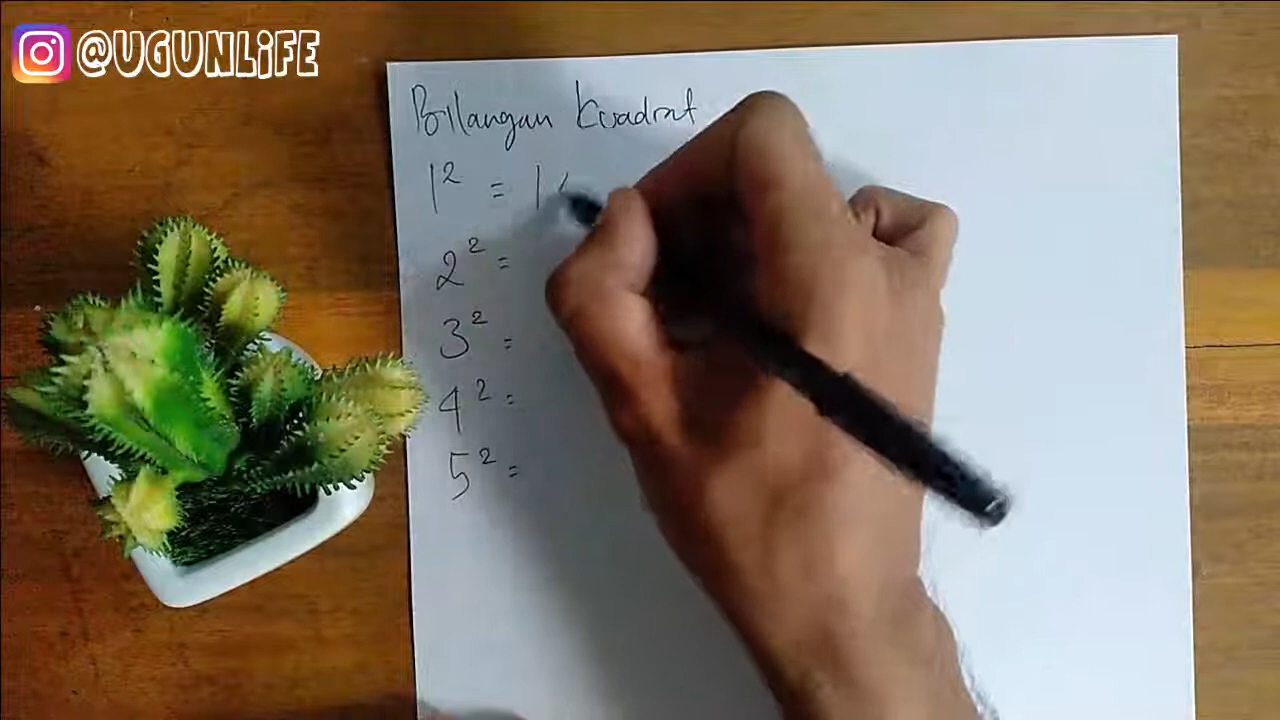 @UGUNLIFE
Bilangan Kuadrat
1² = 1
2² =
3² =
4² =
5² =